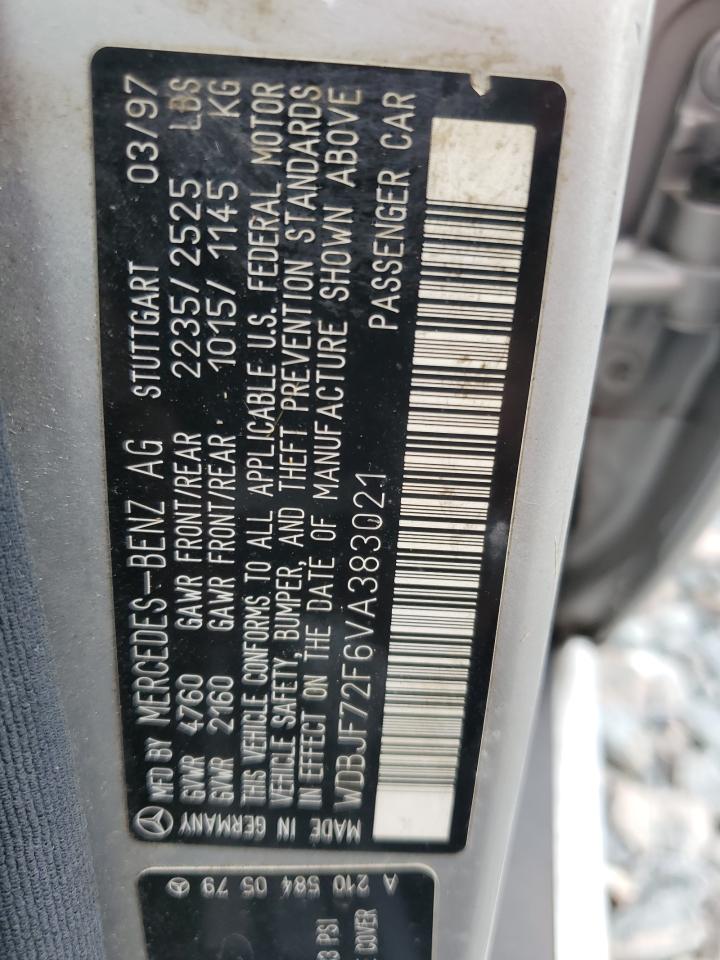 MFD BY MERCEDES-BENZ AG STUTTGART 03/97
GVWR 4760 GAWR FRONT/REAR 2235/2525 LBS
GVWR 2160 GAWR FRONT/REAR 1015/1145 KG
THIS VEHICLE CONFORMS TO ALL APPLICABLE U.S. FEDERAL MOTOR
VEHICLE SAFETY, BUMPER, AND THEFT PREVENTION STANDARDS
IN EFFECT ON THE DATE OF MANUFACTURE SHOWN ABOVE
WDBJF72F6VA383021 PASSENGER CAR
MADE IN GERMANY
A 210 584 05 79
PSI
COVER